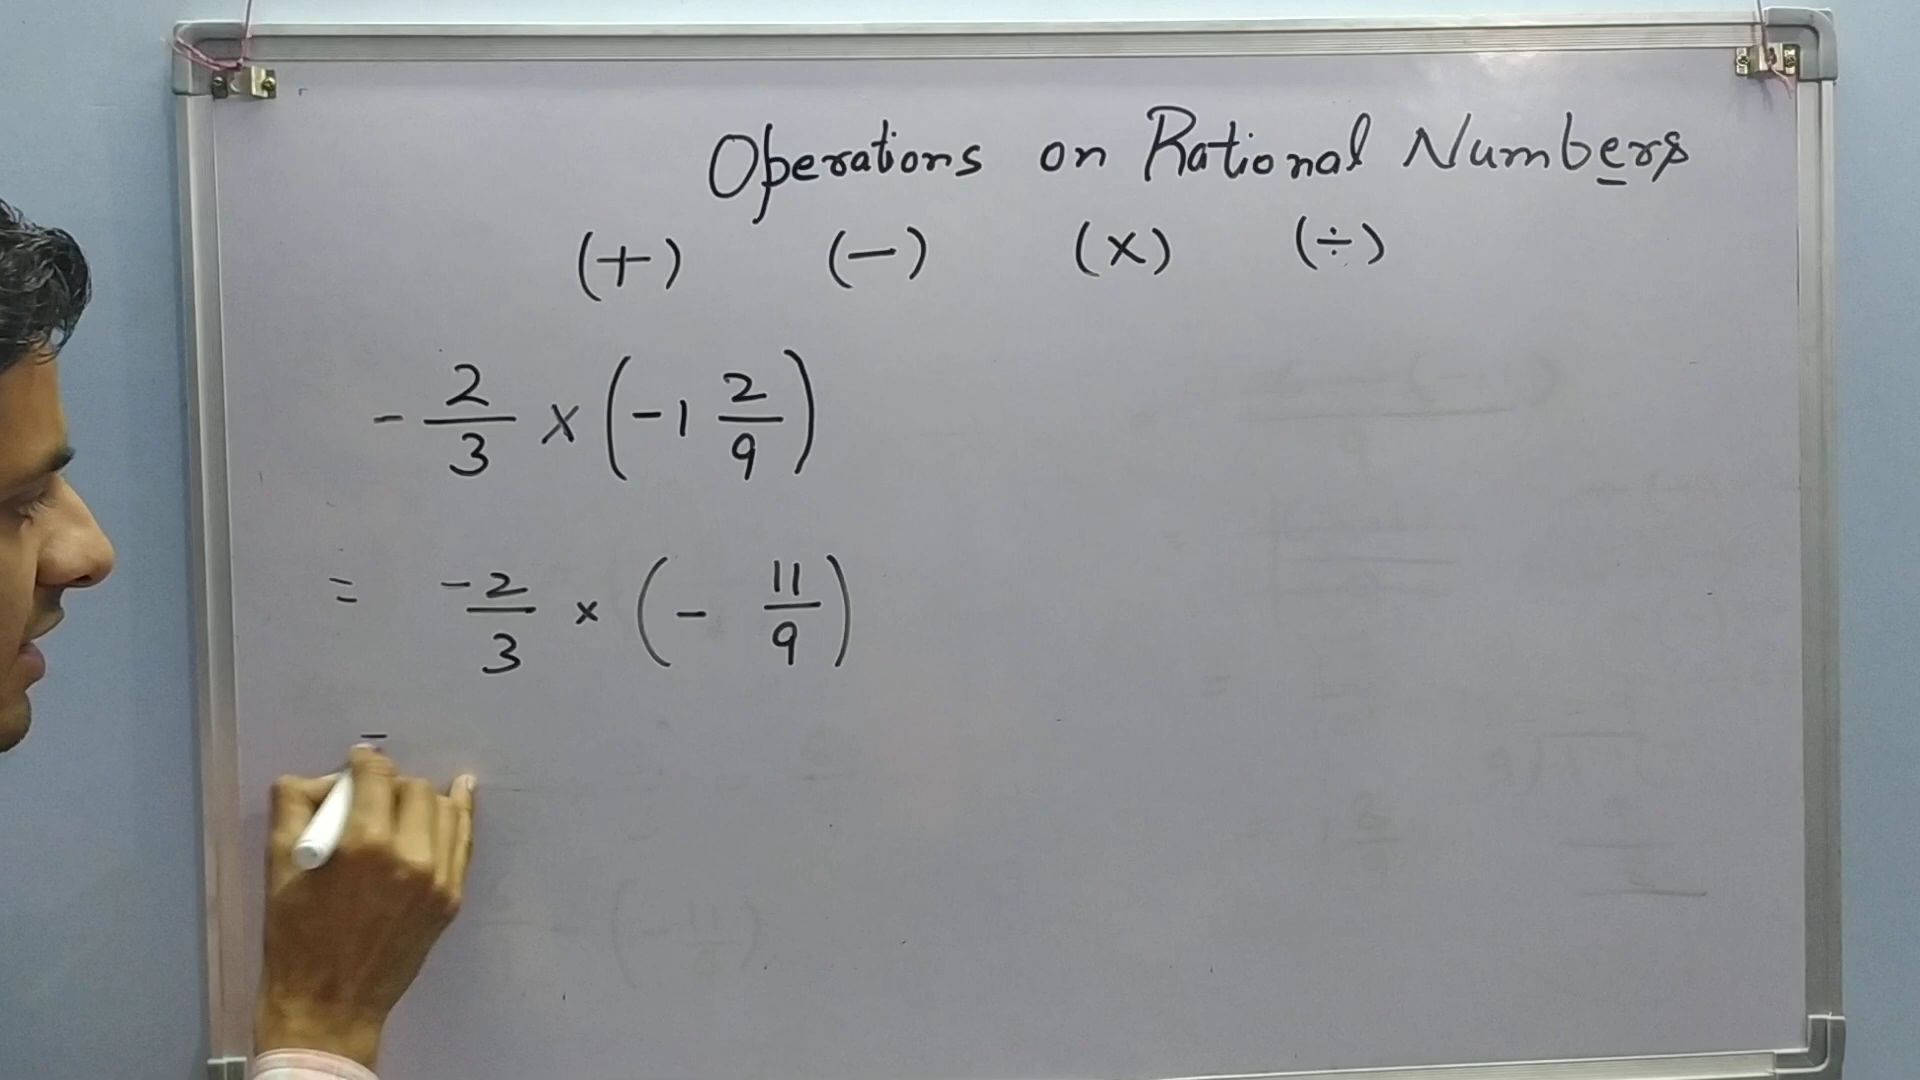 Operations on Rational Numbers
(+) (-) (×) (÷)
- 2/3 × (-1 2/9)
= -2/3 × (- 11/9)
=